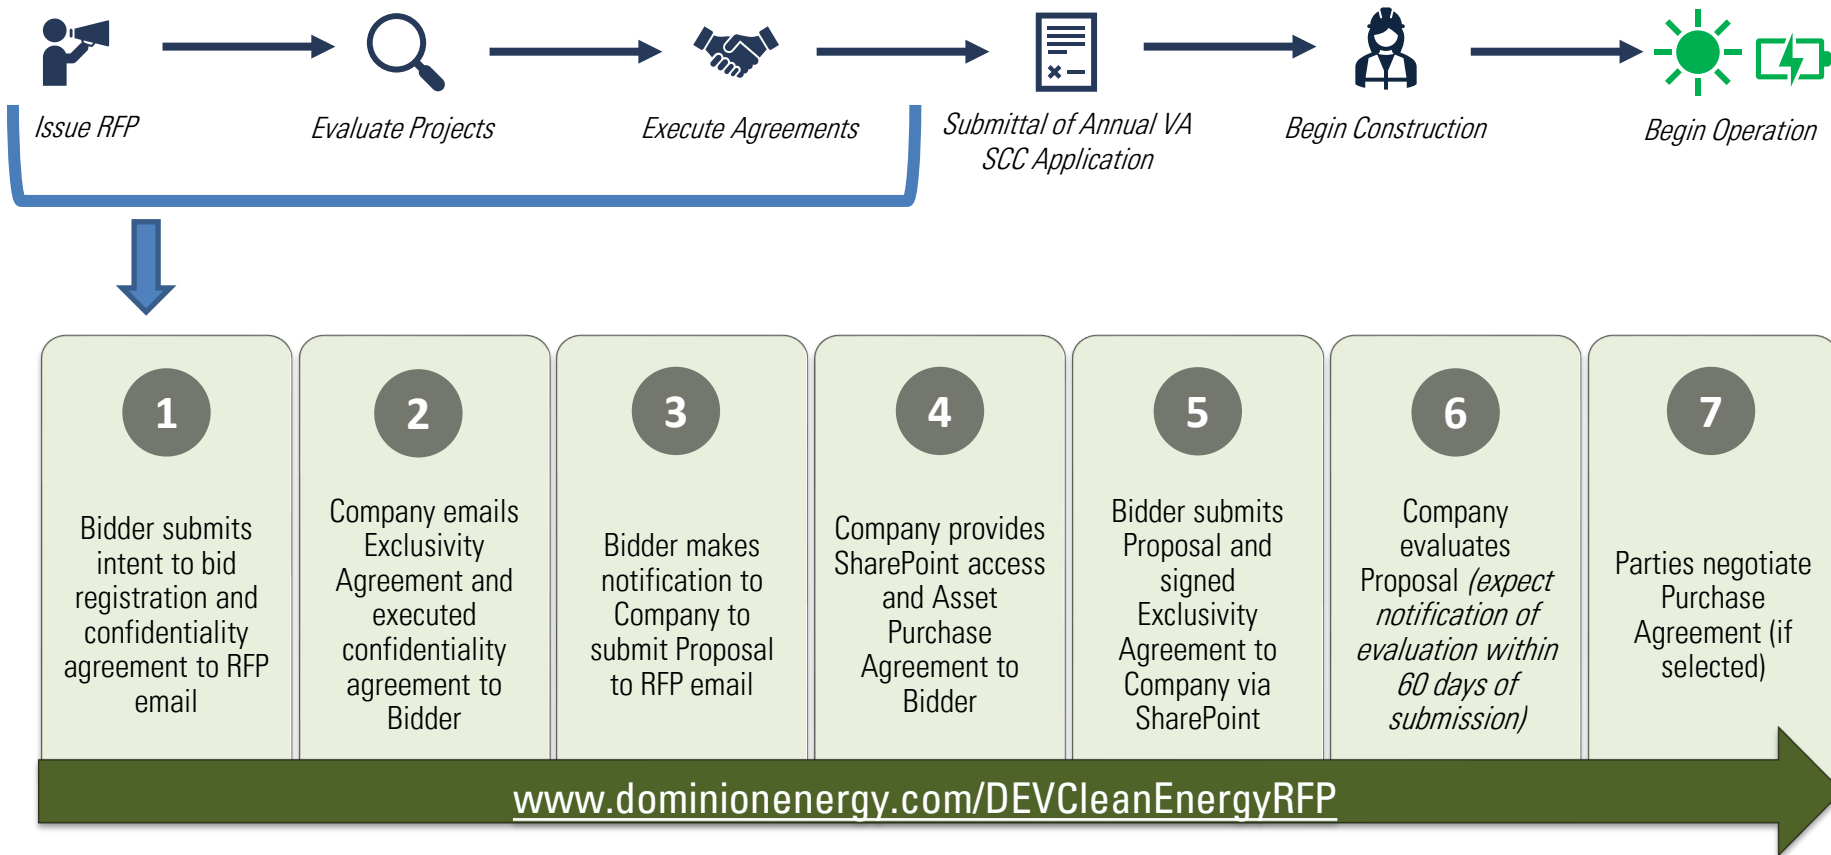 Issue RFP
Evaluate Projects
Execute Agreements
Submittal of Annual VA
SCC Application
Begin Construction
Begin Operation
1
Bidder submits
intent to bid
registration and
confidentiality
agreement to RFP
email
2
Company emails
Exclusivity
Agreement and
executed
confidentiality
agreement to
Bidder
3
Bidder makes
notification to
Company to
submit Proposal
to RFP email
4
Company provides
SharePoint access
and Asset
Purchase
Agreement to
Bidder
5
Bidder submits
Proposal and
signed
Exclusivity
Agreement to
Company via
SharePoint
6
Company
evaluates
Proposal (expect
notification of
evaluation within
60 days of
submission)
7
Parties negotiate
Purchase
Agreement (if
selected)
www.dominionenergy.com/DEVCleanEnergyRFP